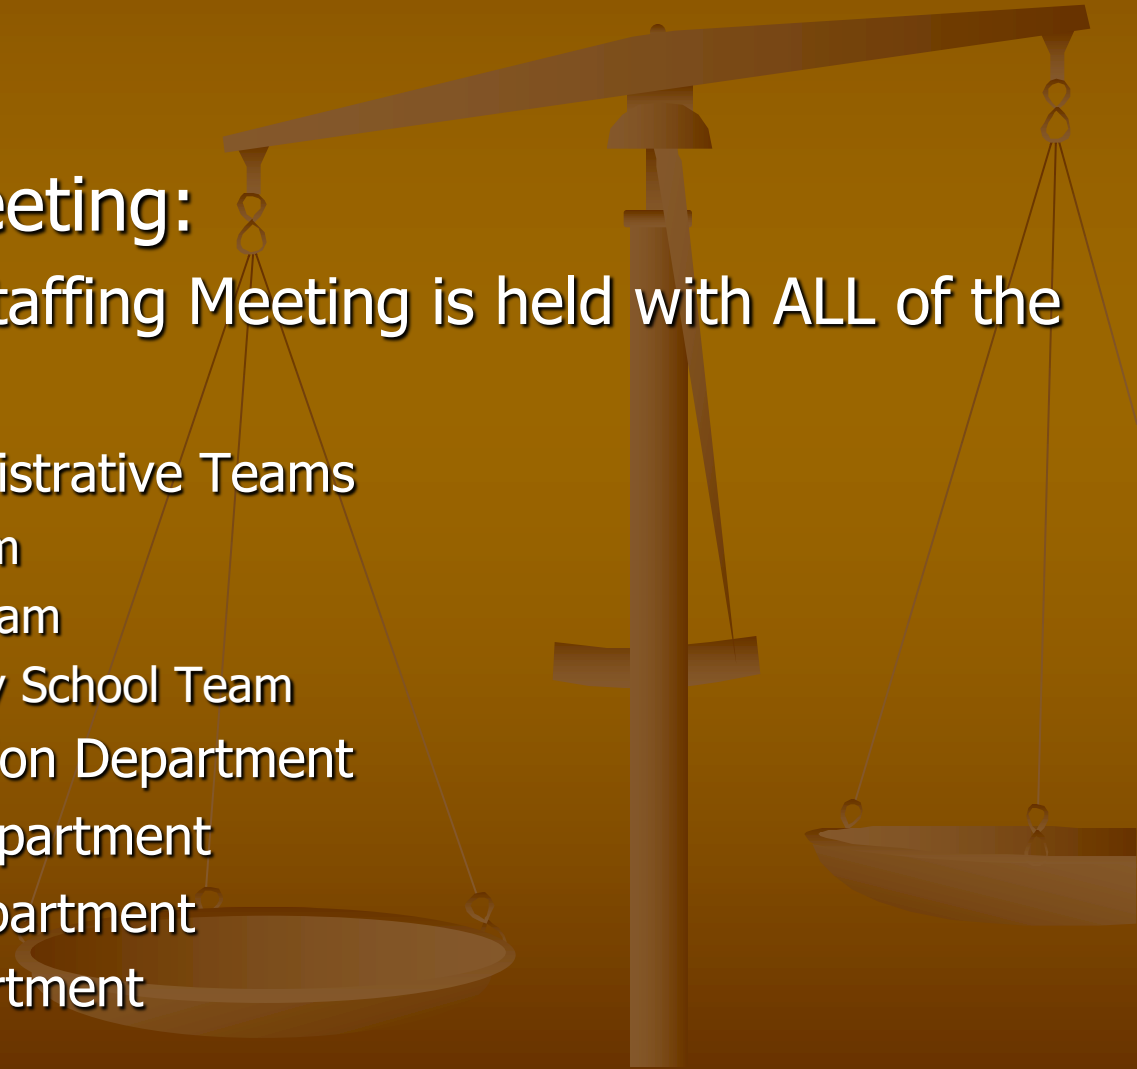 eeting:
taffing Meeting is held with ALL of the
istrative Teams
m
am
y School Team
on Department
partment
partment
rtment